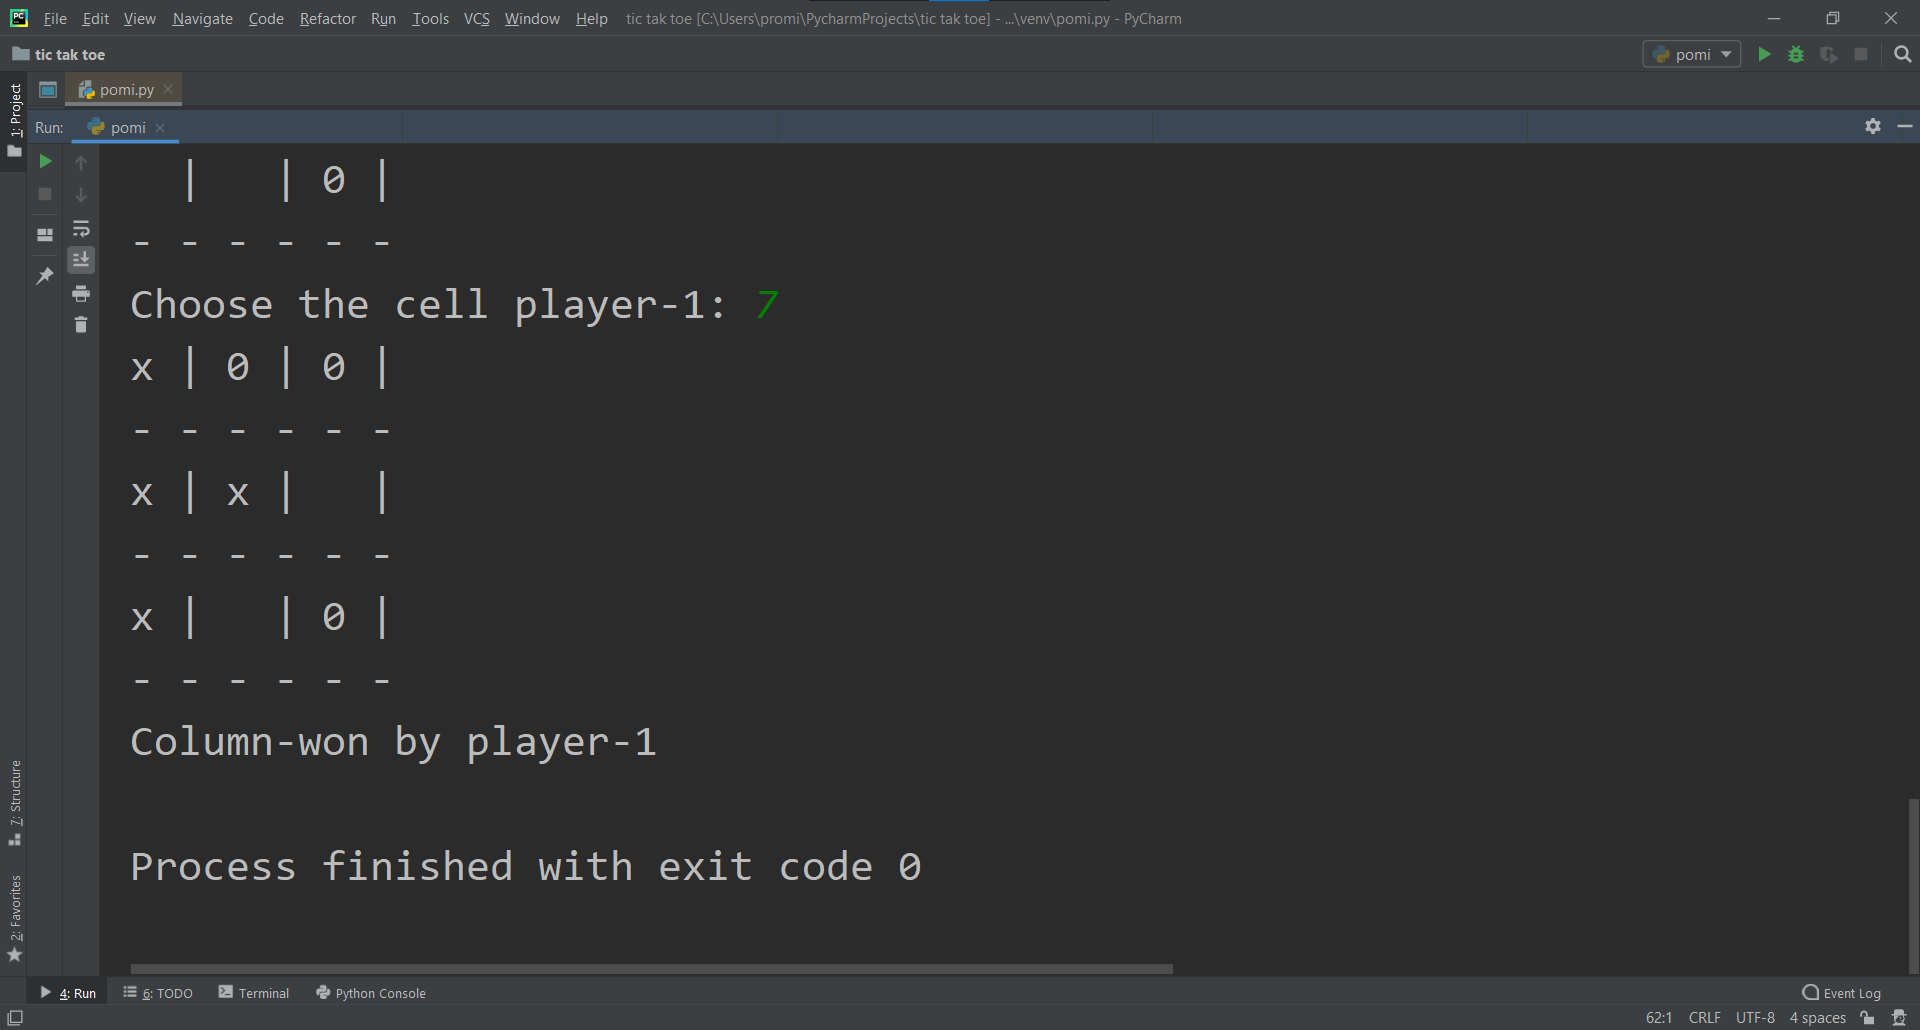 PC File Edit View Navigate Code Refactor Run Tools VCS Window Help tic tak toe [C:\Users\promi\PycharmProjects\tic tak toe] - ...\venv\pomi.py - PyCharm
tic tak toe pomi
1: Project
pomi.py
Run: pomi
| | 0 |
- - - - - -
Choose the cell player-1: 7
x | 0 | 0 |
- - - - - -
x | x | |
- - - - - -
x | | 0 |
- - - - - -
Column-won by player-1
Process finished with exit code 0
7: Structure
2: Favorites
4: Run 6: TODO Terminal Python Console Event Log
62:1 CRLF UTF-8 4 spaces